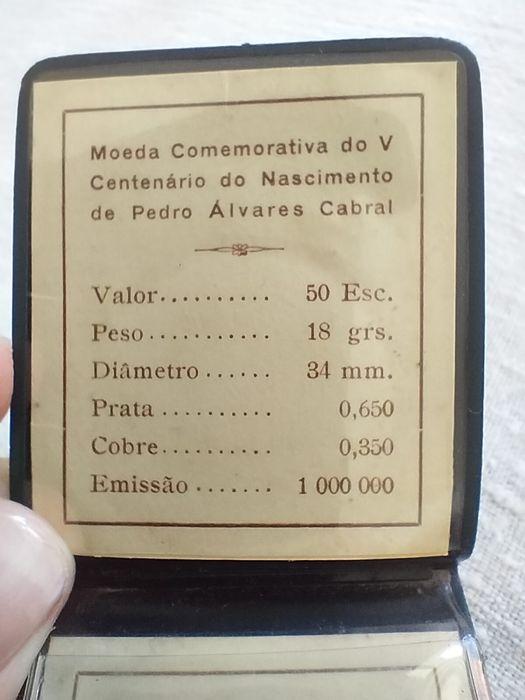 Moeda Comemorativa do V
Centenário do Nascimento
de Pedro Álvares Cabral
Valor.......... 50 Esc.
Peso........... 18 grs.
Diâmetro...... 34 mm.
Prata.......... 0,650
Cobre.......... 0,350
Emissão....... 1 000 000